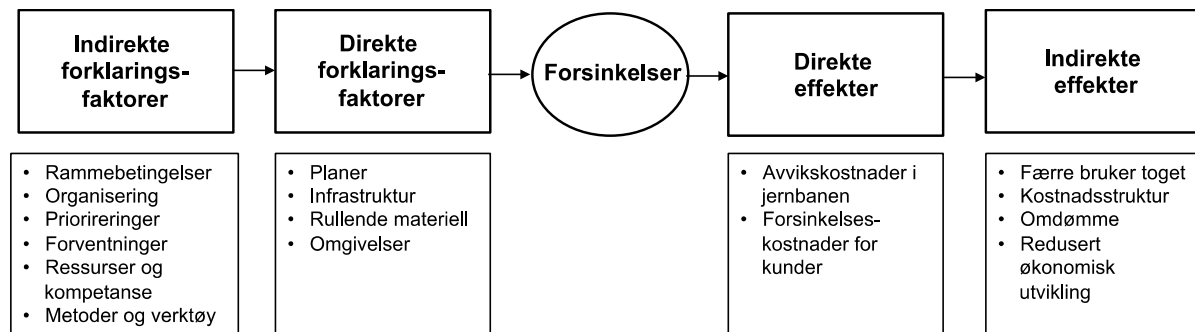 Indirekte
forklarings-
faktorer
Direkte
forklarings-
faktorer
Forsinkelser
Direkte
effekter
Indirekte
effekter
• Rammebetingelser
• Organisering
• Priorireringer
• Forventninger
• Ressurser og
kompetanse
• Metoder og verktøy
• Planer
• Infrastruktur
• Rullende materiell
• Omgivelser
• Avvikskostnader i
jernbanen
• Forsinkelses-
kostnader for
kunder
• Færre bruker toget
• Kostnadsstruktur
• Omdømme
• Redusert
økonomisk
utvikling